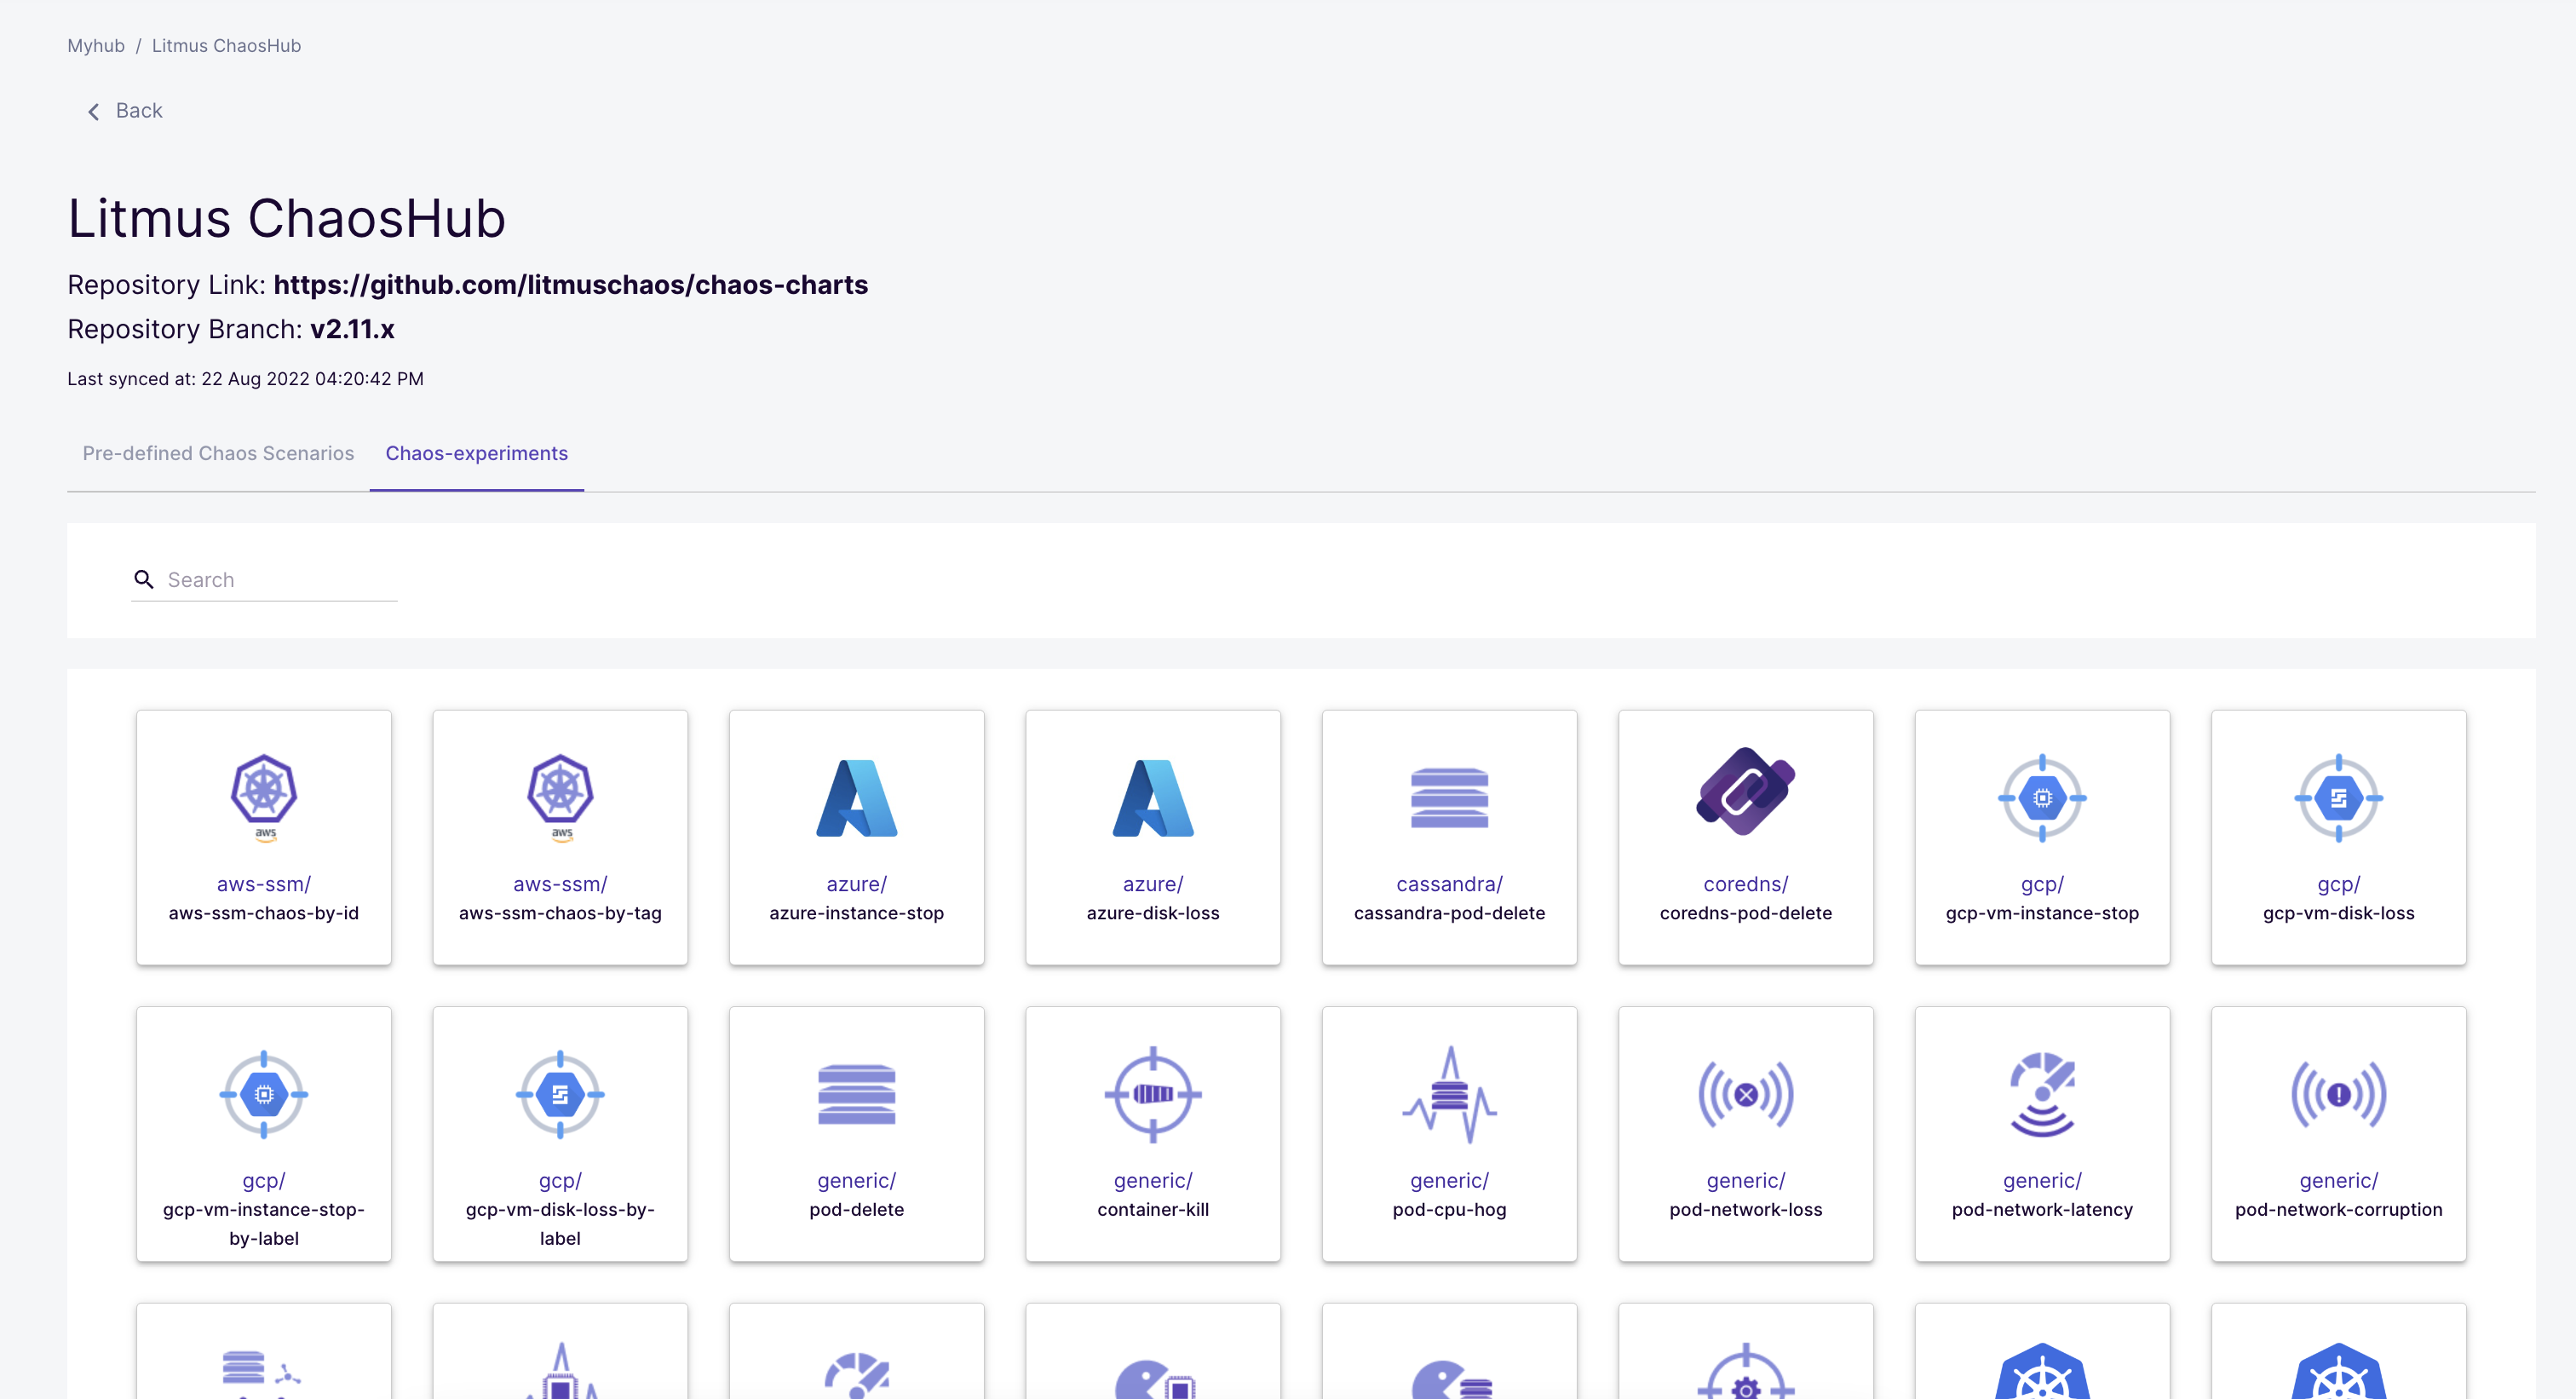 Myhub / Litmus ChaosHub
Back
Litmus ChaosHub
Repository Link: https://github.com/litmuschaos/chaos-charts
Repository Branch: v2.11.x
Last synced at: 22 Aug 2022 04:20:42 PM
Pre-defined Chaos Scenarios Chaos-experiments
Search
aws
aws-ssm/
aws-ssm-chaos-by-id
aws
aws-ssm/
aws-ssm-chaos-by-tag
azure/
azure-instance-stop
azure/
azure-disk-loss
cassandra/
cassandra-pod-delete
coredns/
coredns-pod-delete
gcp/
gcp-vm-instance-stop
gcp/
gcp-vm-disk-loss
gcp/
gcp-vm-instance-stop-
by-label
gcp/
gcp-vm-disk-loss-by-
label
generic/
pod-delete
generic/
container-kill
generic/
pod-cpu-hog
generic/
pod-network-loss
generic/
pod-network-latency
generic/
pod-network-corruption